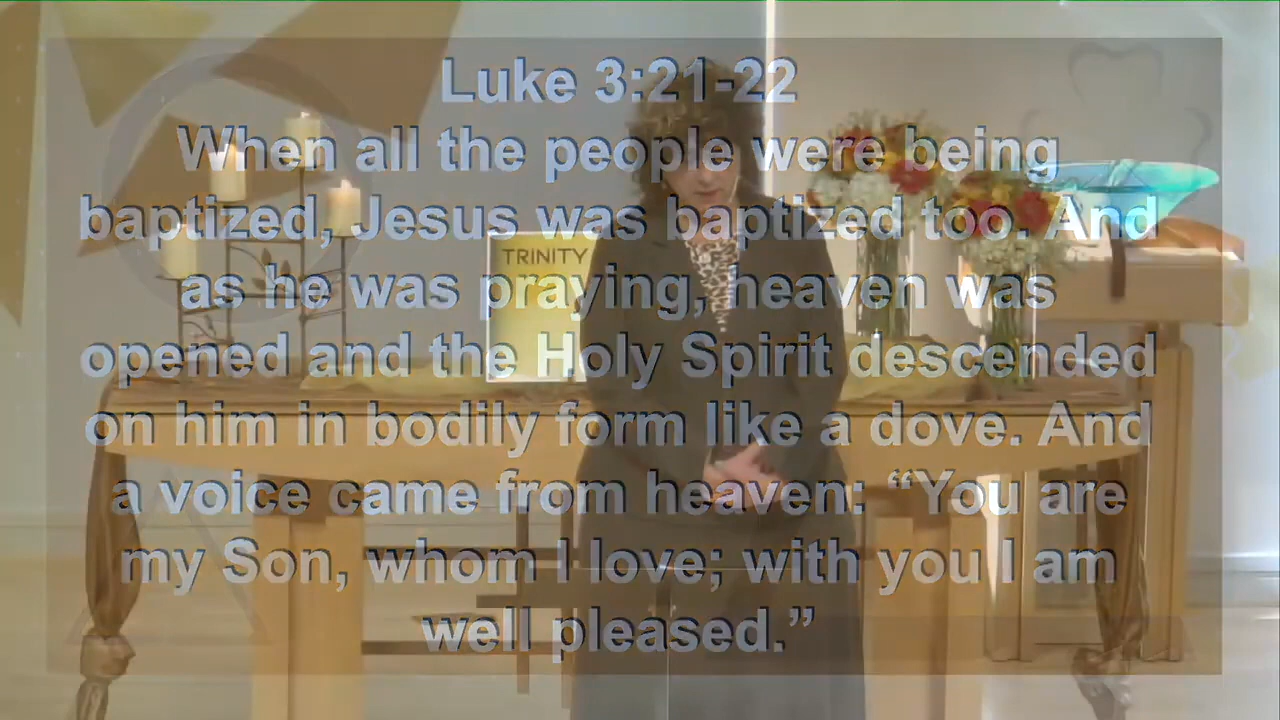 Luke 3:21-22
When all the people were being
baptized, Jesus was baptized too. And
as he was praying, heaven was
opened and the Holy Spirit descended
on him in bodily form like a dove. And
a voice came from heaven: “You are
my Son, whom I love; with you I am
well pleased.”
TRINITY